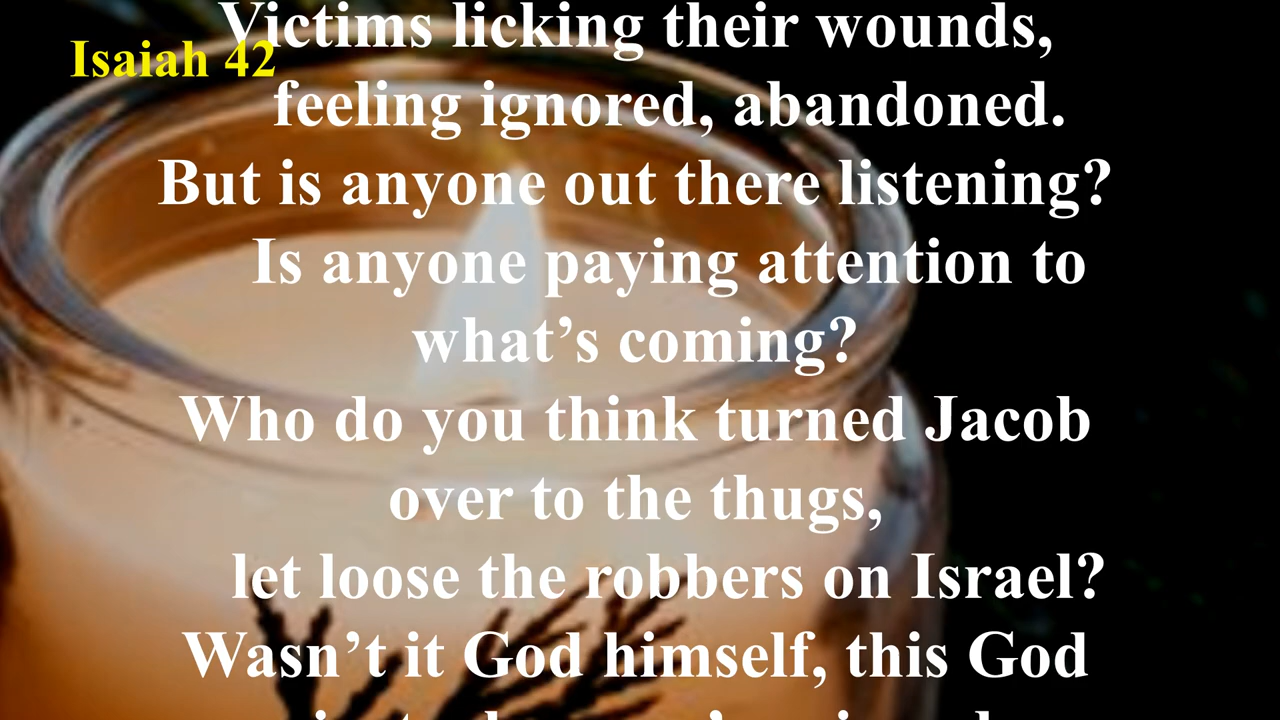 Isaiah 42
Victims licking their wounds,
feeling ignored, abandoned.
But is anyone out there listening?
Is anyone paying attention to
what’s coming?
Who do you think turned Jacob
over to the thugs,
let loose the robbers on Israel?
Wasn’t it God himself, this God